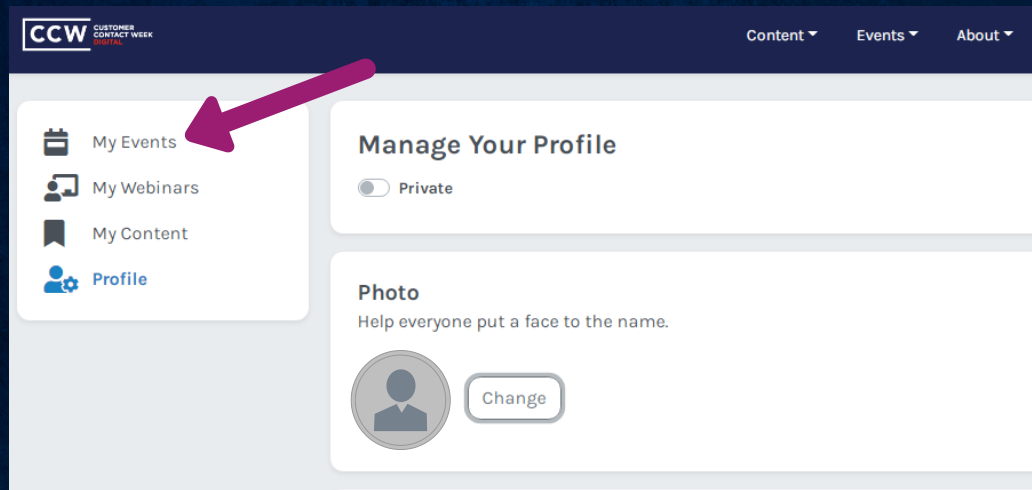 CCW CUSTOMER
CONTACT WEEK
DIGITAL
Content
Events
About
My Events
My Webinars
My Content
Profile
Manage Your Profile
Private
Photo
Help everyone put a face to the name.
Change